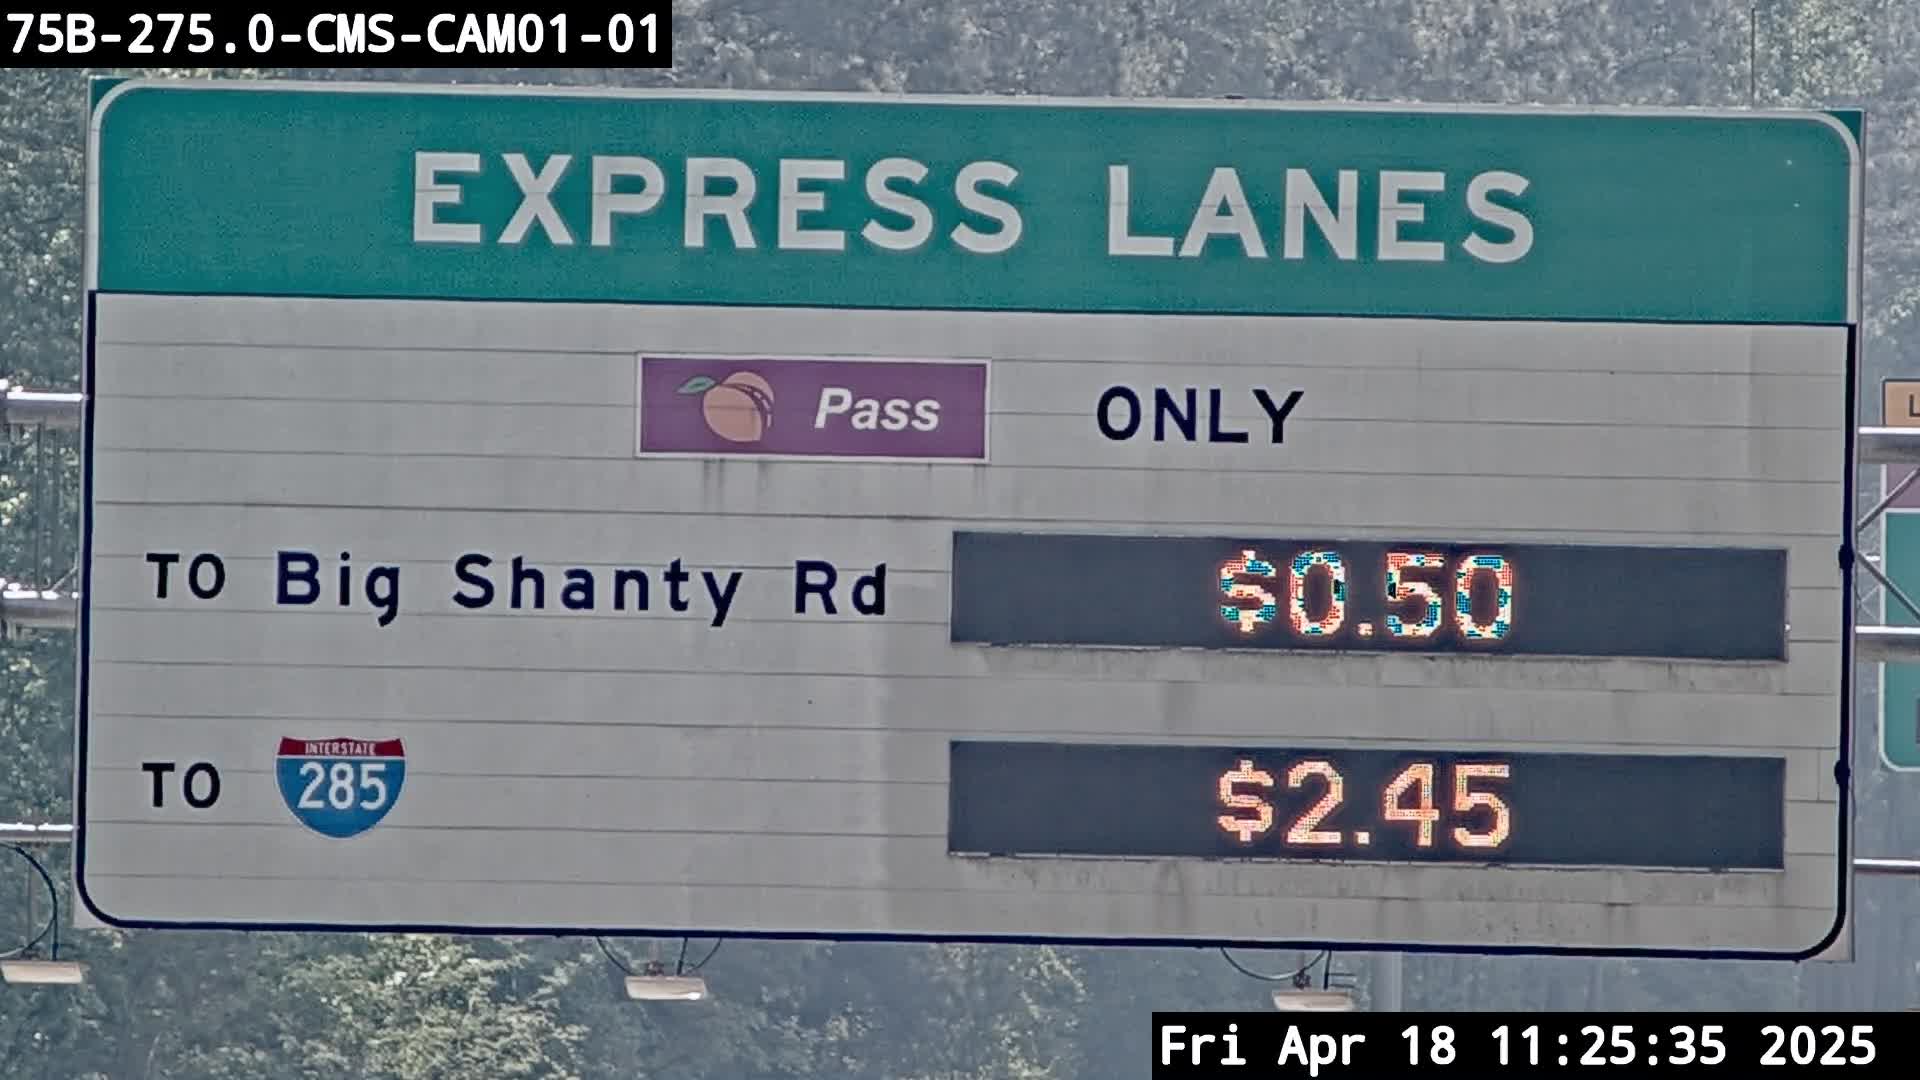 75B-275.0-CMS-CAM01-01
EXPRESS LANES
Pass ONLY
TO Big Shanty Rd $0.50
INTERSTATE
TO 285 $2.45
Fri Apr 18 11:25:35 2025